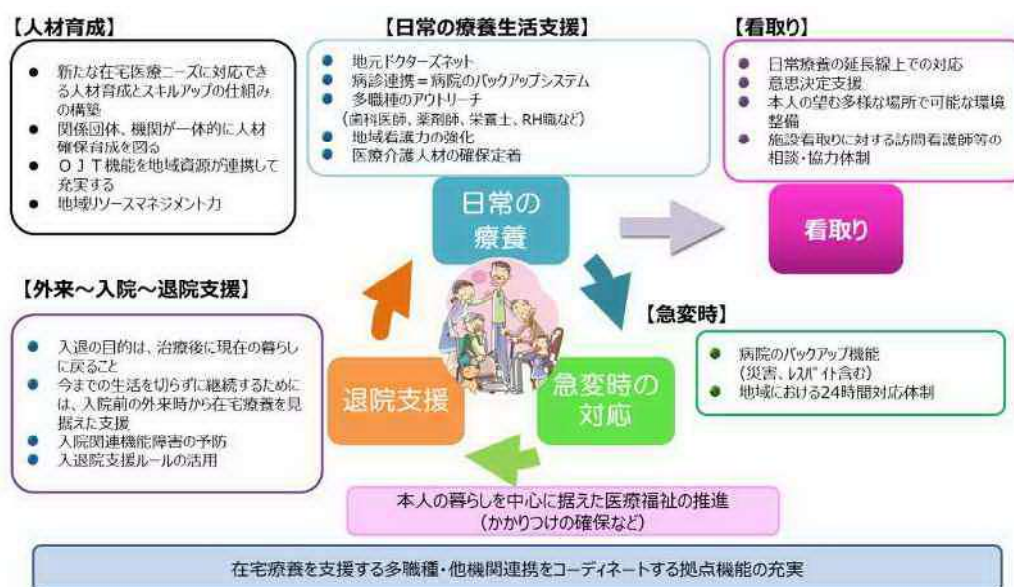 【人材育成】
● 新たな在宅医療ニーズに対応でき
る人材育成とスキルアップの仕組み
の構築
● 関係団体、機関が一体的に人材
確保育成を図る
● ＯＪＴ機能を地域資源が連携して
充実する
● 地域リソースマネジメント力
【日常の療養生活支援】
● 地元ドクターズネット
● 病診連携＝病院のバックアップシステム
● 多職種のアウトリーチ
（歯科医師、薬剤師、栄養士、RH職など）
● 地域看護力の強化
● 医療介護人材の確保定着
【看取り】
● 日常療養の延長線上での対応
● 意思決定支援
● 本人の望む多様な場所で可能な環境
整備
● 施設看取りに対する訪問看護師等の
相談・協力体制
日常の
療養
看取り
【外来～入院～退院支援】
● 入退の目的は、治療後に現在の暮らし
に戻ること
● 今までの生活を切らずに継続するために
は、入院前の外来時から在宅療養を見
据えた支援
● 入院関連機能障害の予防
● 入退院支援ルールの活用
退院支援
急変時の
対応
【急変時】
● 病院のバックアップ機能
（災害、ﾚｽﾊﾟｲﾄ含む）
● 地域における24時間対応体制
本人の暮らしを中心に据えた医療福祉の推進
（かかりつけの確保など）
在宅療養を支援する多職種・他機関連携をコーディネートする拠点機能の充実